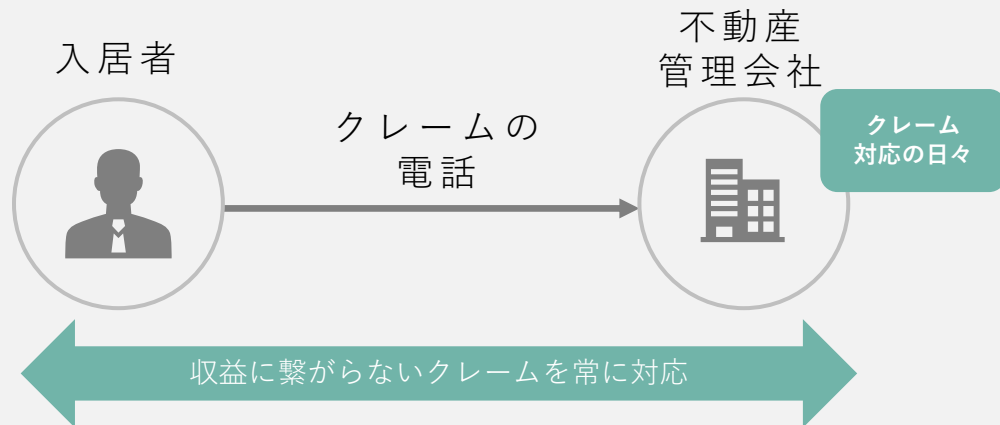 入居者
不動産
管理会社
クレームの
電話
クレーム
対応の日々
収益に繋がらないクレームを常に対応